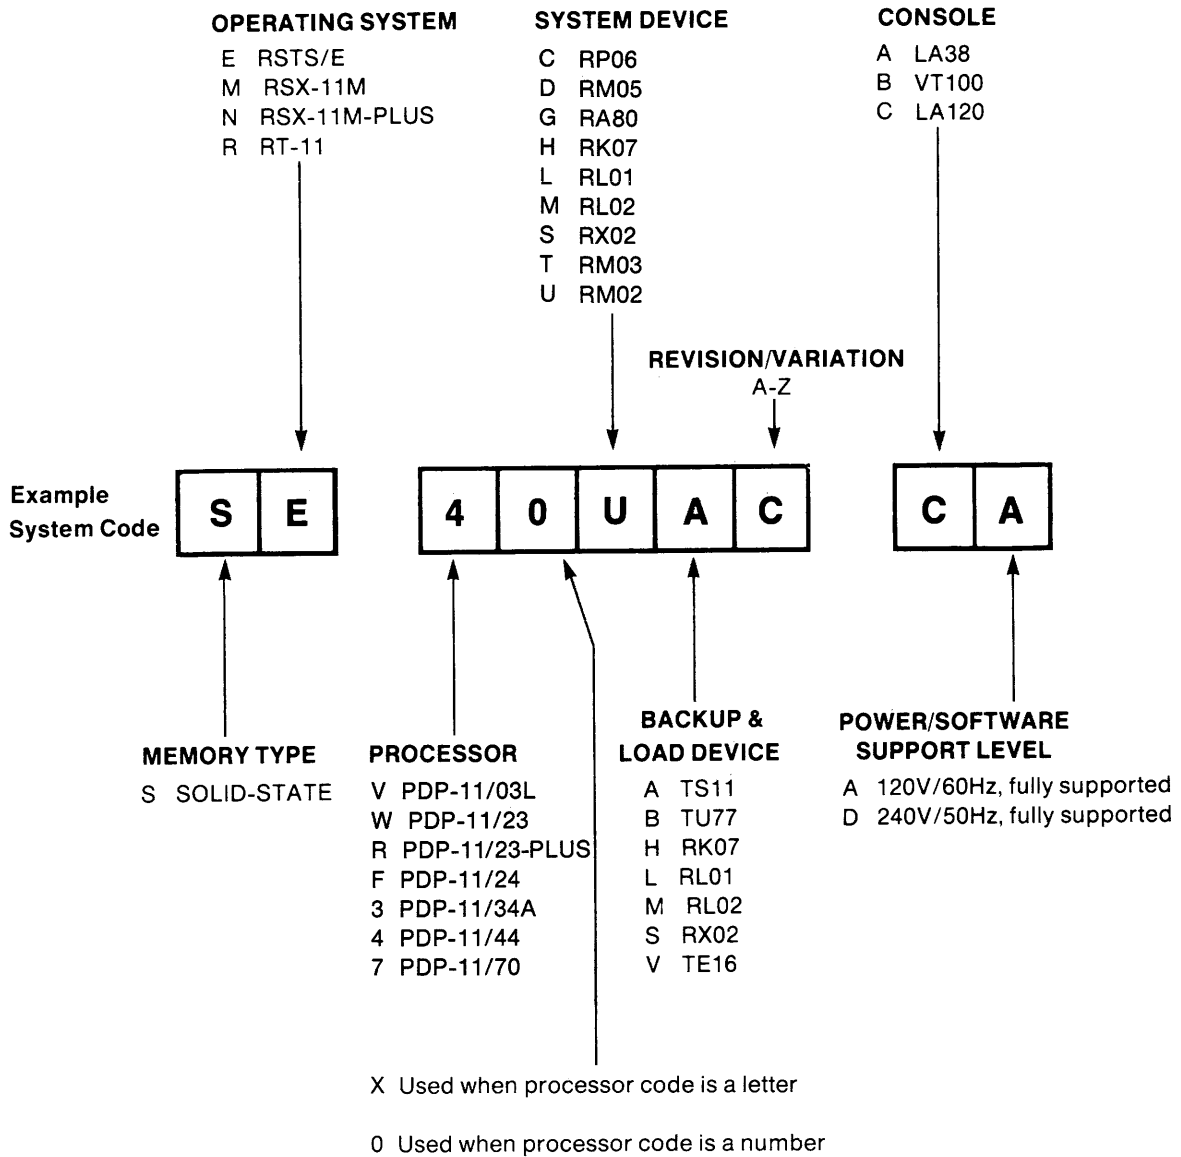 OPERATING SYSTEM
E RSTS/E
M RSX-11M
N RSX-11M-PLUS
R RT-11
SYSTEM DEVICE
C RP06
D RM05
G RA80
H RK07
L RL01
M RL02
S RX02
T RM03
U RM02
CONSOLE
A LA38
B VT100
C LA120
REVISION/VARIATION
A-Z
Example
System Code
S E 4 0 U A C C A
MEMORY TYPE
S SOLID-STATE
PROCESSOR
V PDP-11/03L
W PDP-11/23
R PDP-11/23-PLUS
F PDP-11/24
3 PDP-11/34A
4 PDP-11/44
7 PDP-11/70
BACKUP &
LOAD DEVICE
A TS11
B TU77
H RK07
L RL01
M RL02
S RX02
V TE16
POWER/SOFTWARE
SUPPORT LEVEL
A 120V/60Hz, fully supported
D 240V/50Hz, fully supported
X Used when processor code is a letter
0 Used when processor code is a number